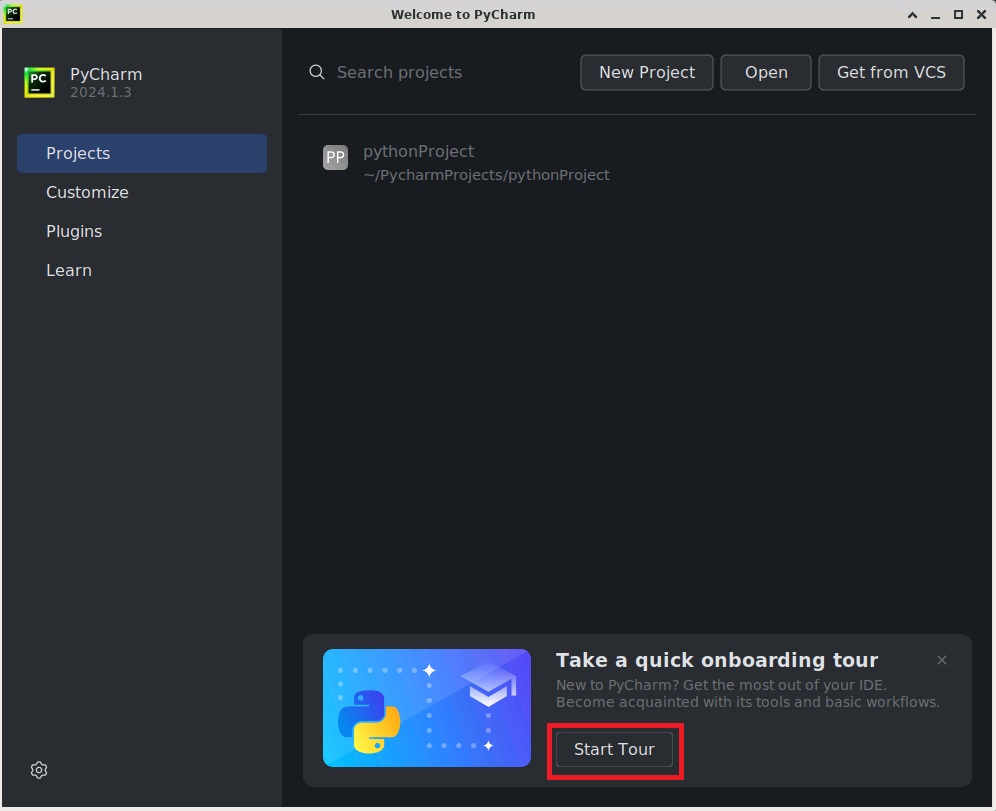 PC
Welcome to PyCharm
PC
PyCharm
2024.1.3
Projects
Customize
Plugins
Learn
Search projects
New Project
Open
Get from VCS
PP
pythonProject
~/PycharmProjects/pythonProject
Take a quick onboarding tour
New to PyCharm? Get the most out of your IDE.
Become acquainted with its tools and basic workflows.
Start Tour